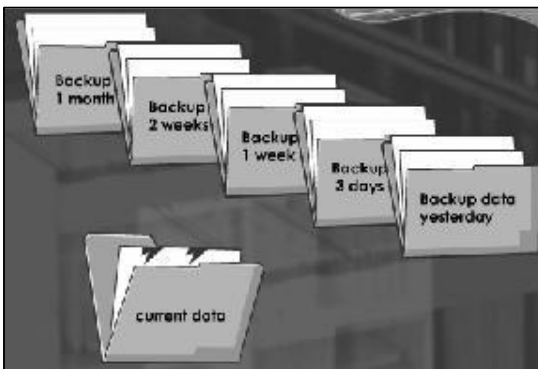 Backup
1 month
Backup
2 weeks
Backup
1 week
Backup
3 days
Backup data
yesterday
current data